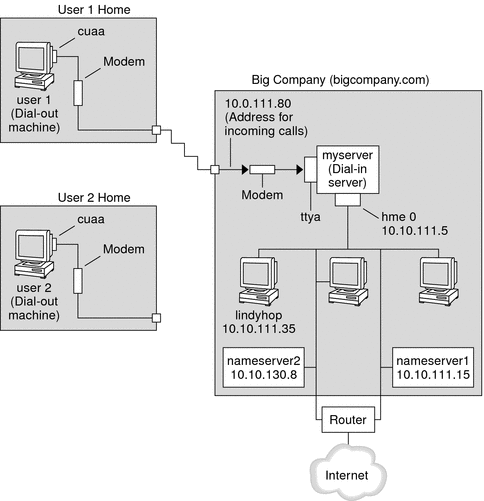 User 1 Home
cuaa
Modem
user 1
(Dial-out
machine)
User 2 Home
cuaa
Modem
user 2
(Dial-out
machine)
Big Company (bigcompany.com)
10.0.111.80
(Address for
incoming calls)
Modem
myserver
(Dial-in
server)
ttya
hme 0
10.10.111.5
lindyhop
10.10.111.35
nameserver2
10.10.130.8
nameserver1
10.10.111.15
Router
Internet